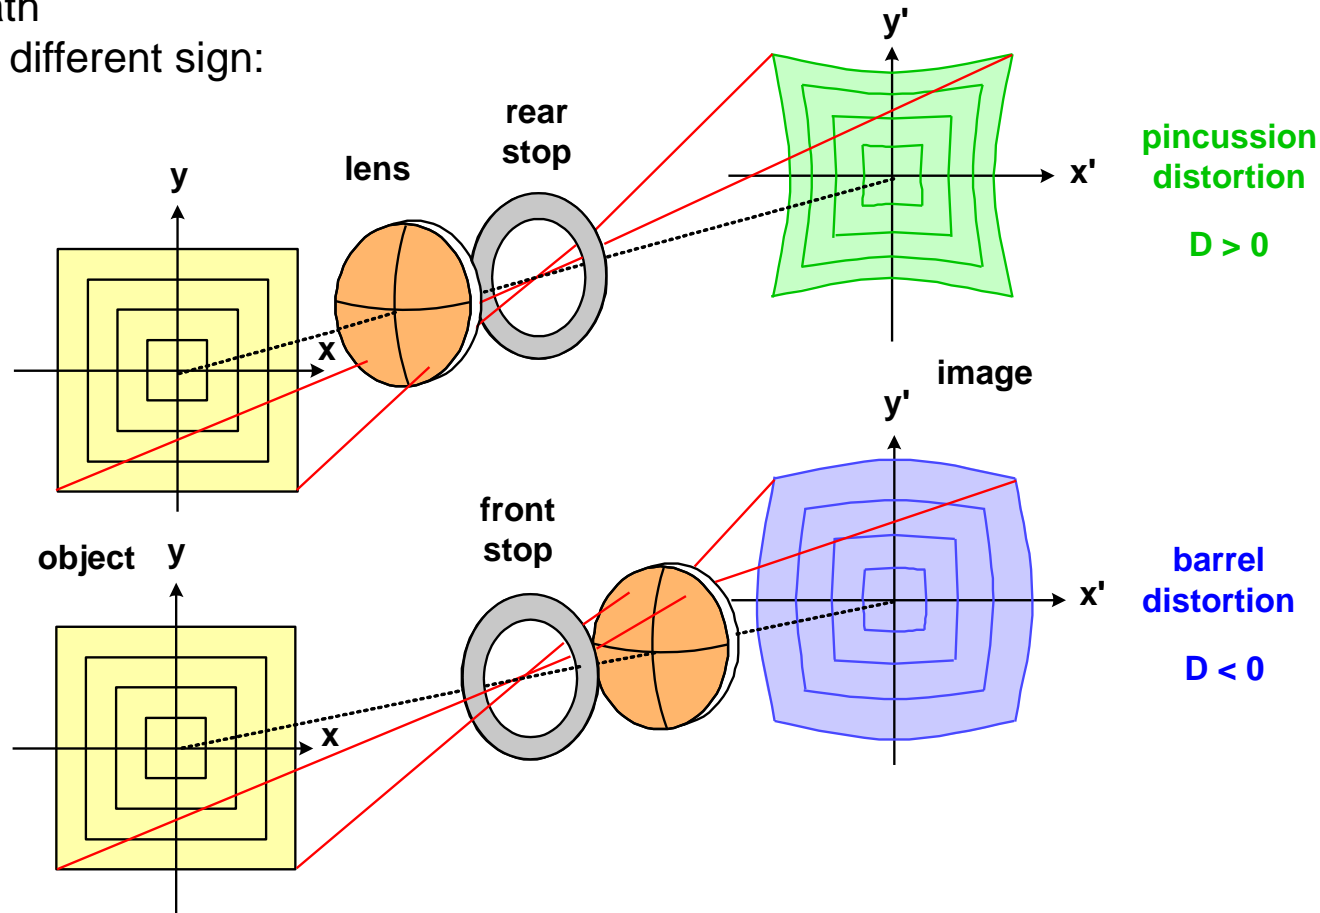 different sign:
y'
rear
stop
lens
pincussion
distortion
x'
y
D > 0
x
image
y'
front
stop
object
y
barrel
distortion
x'
D < 0
x